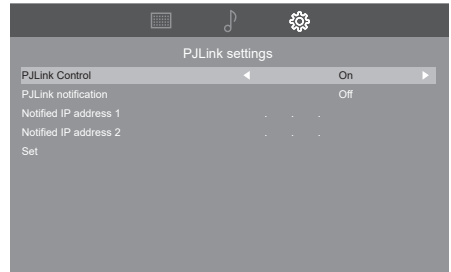 PJLink settings
PJLink Control On
PJLink notification Off
Notified IP address 1 . . .
Notified IP address 2 . . .
Set